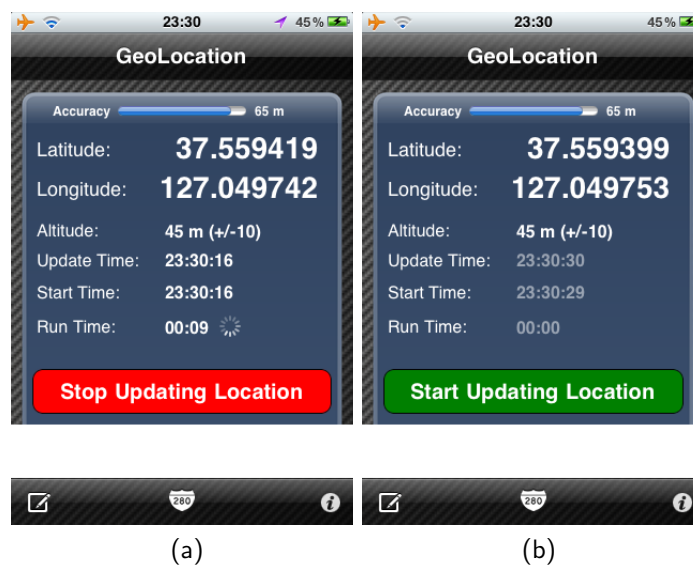 23:30 45%
GeoLocation
Accuracy 65 m
Latitude: 37.559419
Longitude: 127.049742
Altitude: 45 m (+/-10)
Update Time: 23:30:16
Start Time: 23:30:16
Run Time: 00:09
Stop Updating Location
280
(a)
23:30 45%
GeoLocation
Accuracy 65 m
Latitude: 37.559399
Longitude: 127.049753
Altitude: 45 m (+/-10)
Update Time: 23:30:30
Start Time: 23:30:29
Run Time: 00:00
Start Updating Location
280
(b)